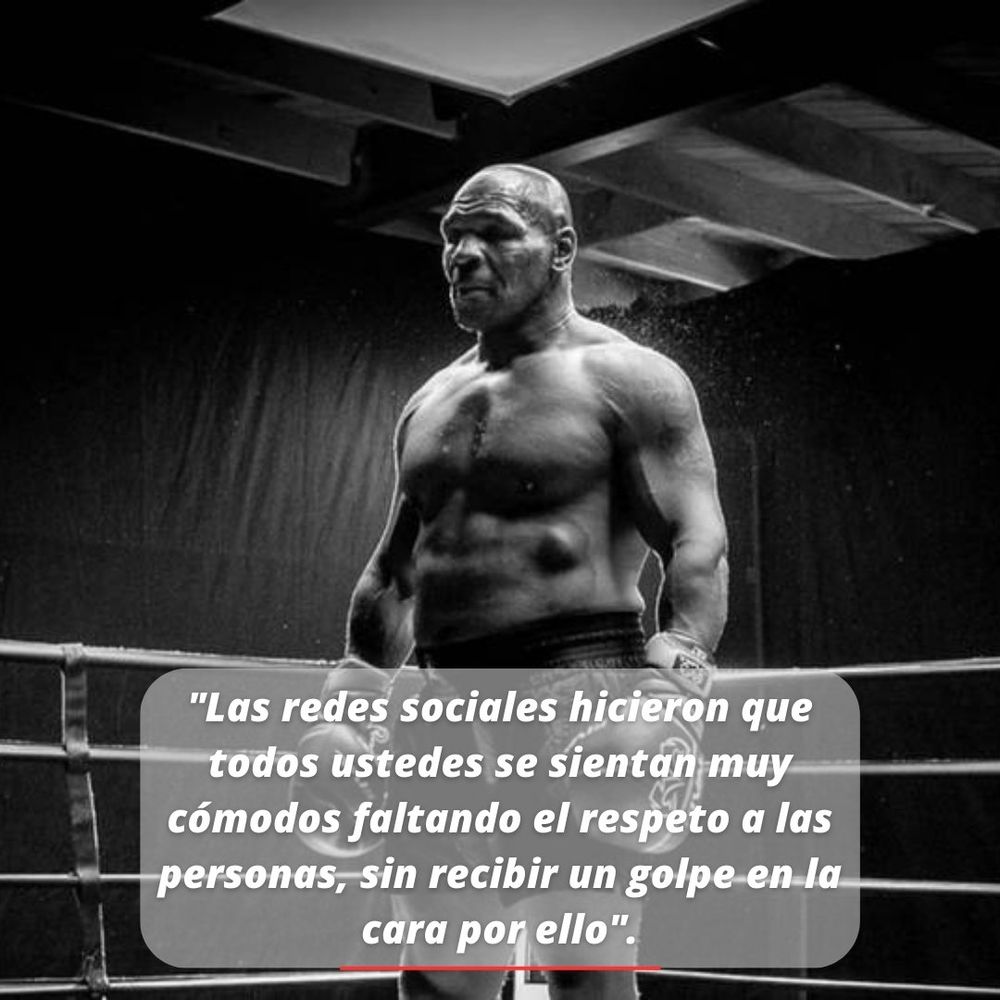 "Las redes sociales hicieron que
todos ustedes se sientan muy
cómodos faltando el respeto a las
personas, sin recibir un golpe en la
cara por ello".